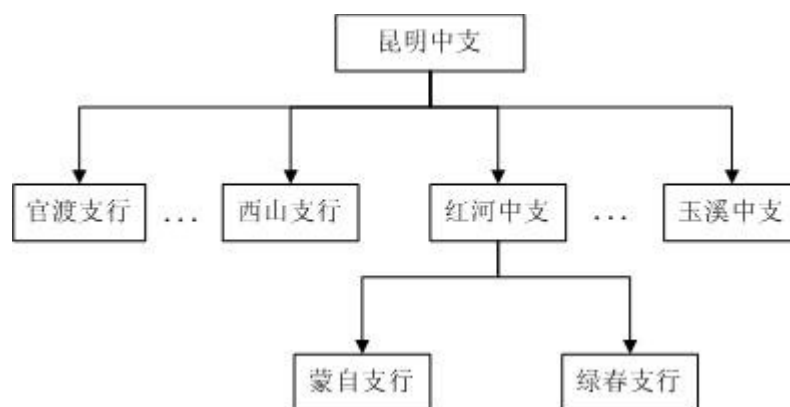 昆明中支
官渡支行 ... 西山支行 红河中支 ... 玉溪中支
蒙自支行 绿春支行